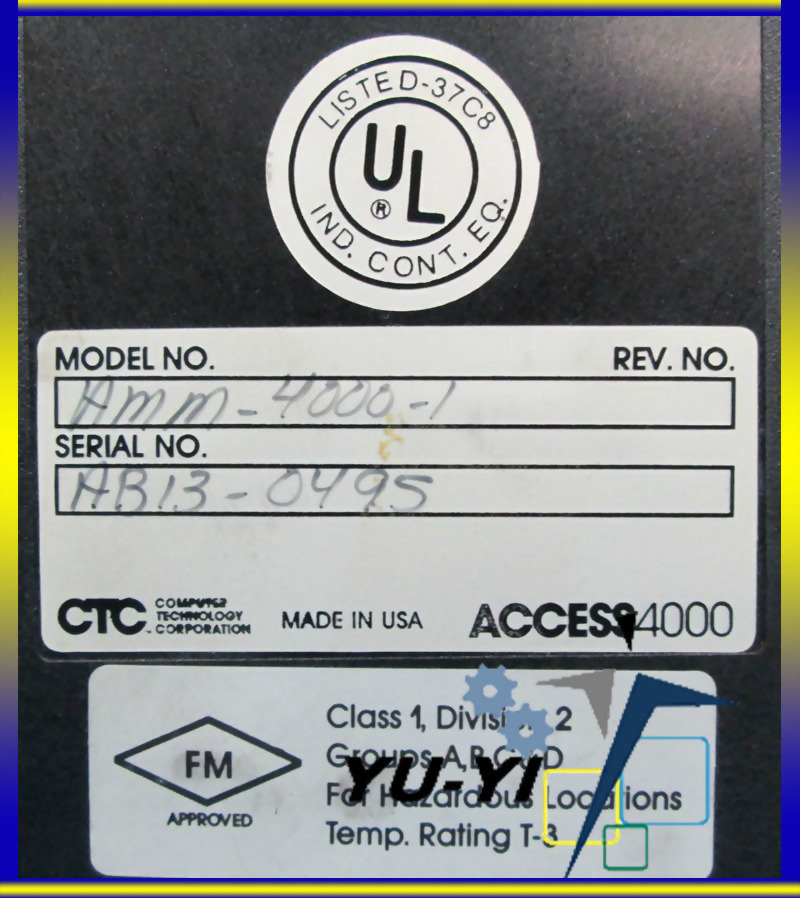 LISTED-37C8
UL
®
IND. CONT. EQ.
MODEL NO. REV. NO.
AMM-4000-1
SERIAL NO.
AB13-0495
CTC COMPUTER TECHNOLOGY CORPORATION MADE IN USA ACCESS4000
FM
APPROVED
Class 1, Division 2
Groups A,B,C,D
For Hazardous Locations
Temp. Rating T-3
YU-YI